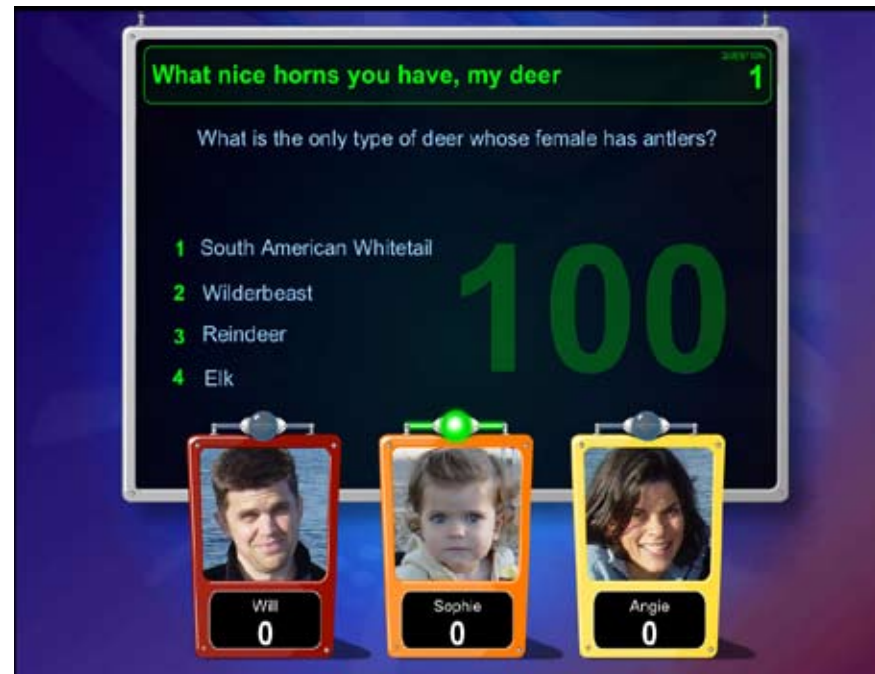 What nice horns you have, my deer
QUESTION
1
What is the only type of deer whose female has antlers?
1 South American Whitetail
2 Wilderbeast
3 Reindeer
4 Elk
100
Will
0
Sophie
0
Angie
0